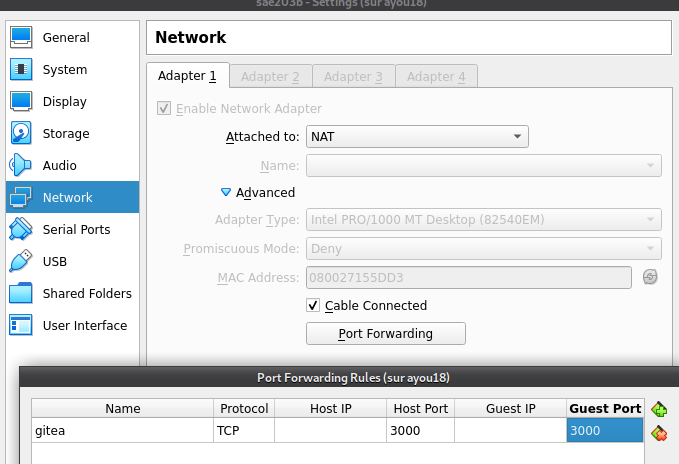 sae203b - Settings (sur ayou18)
General
System
Display
Storage
Audio
Network
Serial Ports
USB
Shared Folders
User Interface
Network
Adapter 1 Adapter 2 Adapter 3 Adapter 4
Enable Network Adapter
Attached to: NAT
Name:
Advanced
Adapter Type: Intel PRO/1000 MT Desktop (82540EM)
Promiscuous Mode: Deny
MAC Address: 080027155DD3
Cable Connected
Port Forwarding
Port Forwarding Rules (sur ayou18)
Name Protocol Host IP Host Port Guest IP Guest Port
gitea TCP 3000 3000